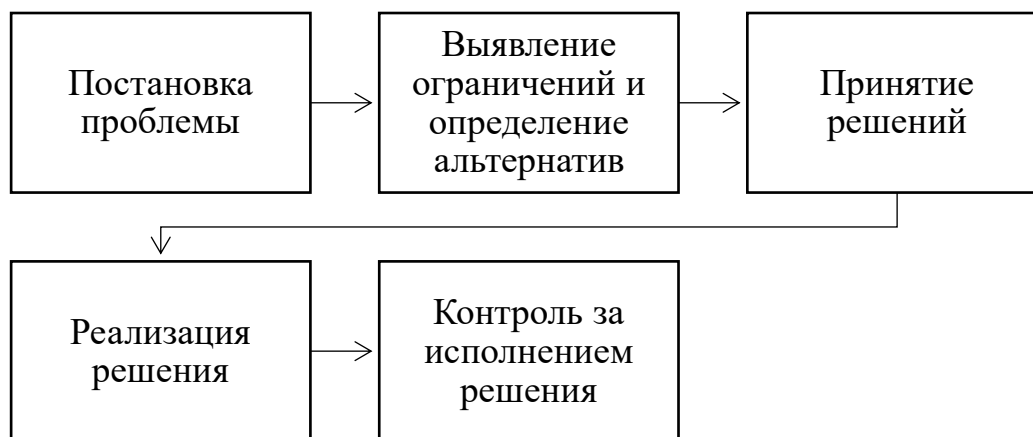 Постановка
проблемы
Выявление
ограничений и
определение
альтернатив
Принятие
решений
Реализация
решения
Контроль за
исполнением
решения